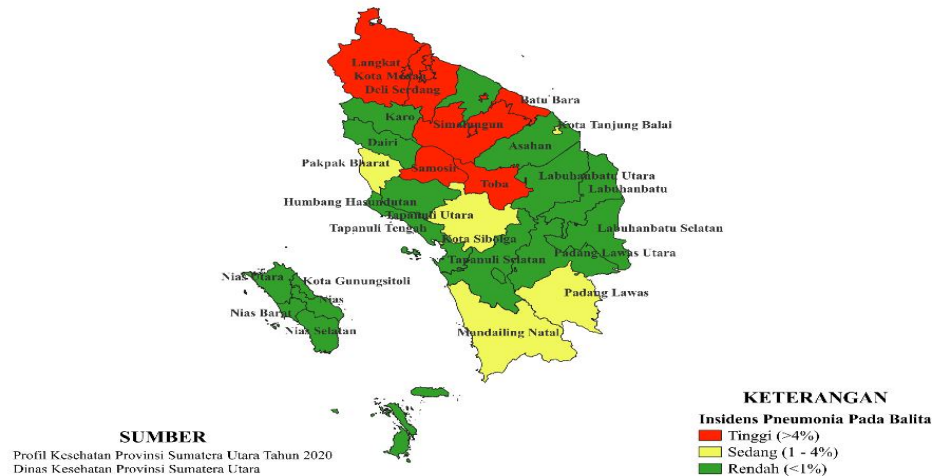 Langkat
Kota Medan
Deli Serdang
Batu Bara
Karo
Simalungun
Kota Tanjung Balai
Dairi
Asahan
Pakpak Bharat
Samosir
Toba
Labuhanbatu Utara
Labuhanbatu
Humbang Hasundutan
Tapanuli Utara
Tapanuli Tengah
Labuhanbatu Selatan
Kota Sibolga
Tapanuli Selatan
Padang Lawas Utara
Nias Utara
Kota Gunungsitoli
Padang Lawas
Nias
Nias Barat
Nias Selatan
Mandailing Natal
KETERANGAN
Insidens Pneumonia Pada Balita
Tinggi (>4%)
Sedang (1 - 4%)
Rendah (<1%)
SUMBER
Profil Kesehatan Provinsi Sumatera Utara Tahun 2020
Dinas Kesehatan Provinsi Sumatera Utara